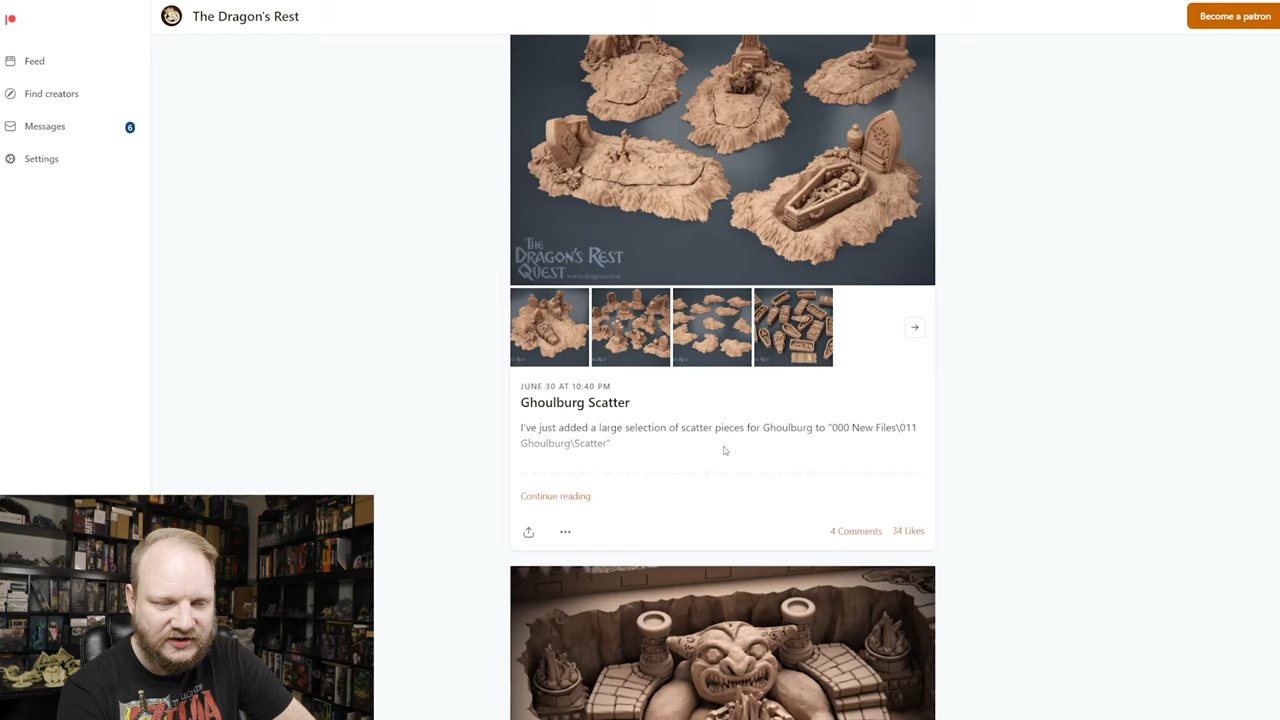 The Dragon's Rest
Become a patron
Feed
Find creators
Messages
6
Settings
THE
DRAGON'S REST
QUEST
JUNE 30 AT 10:40 PM
Ghoulburg Scatter
I've just added a large selection of scatter pieces for Ghoulburg to "000 New Files\011
Ghoulburg\Scatter"
Continue reading
4 Comments
34 Likes